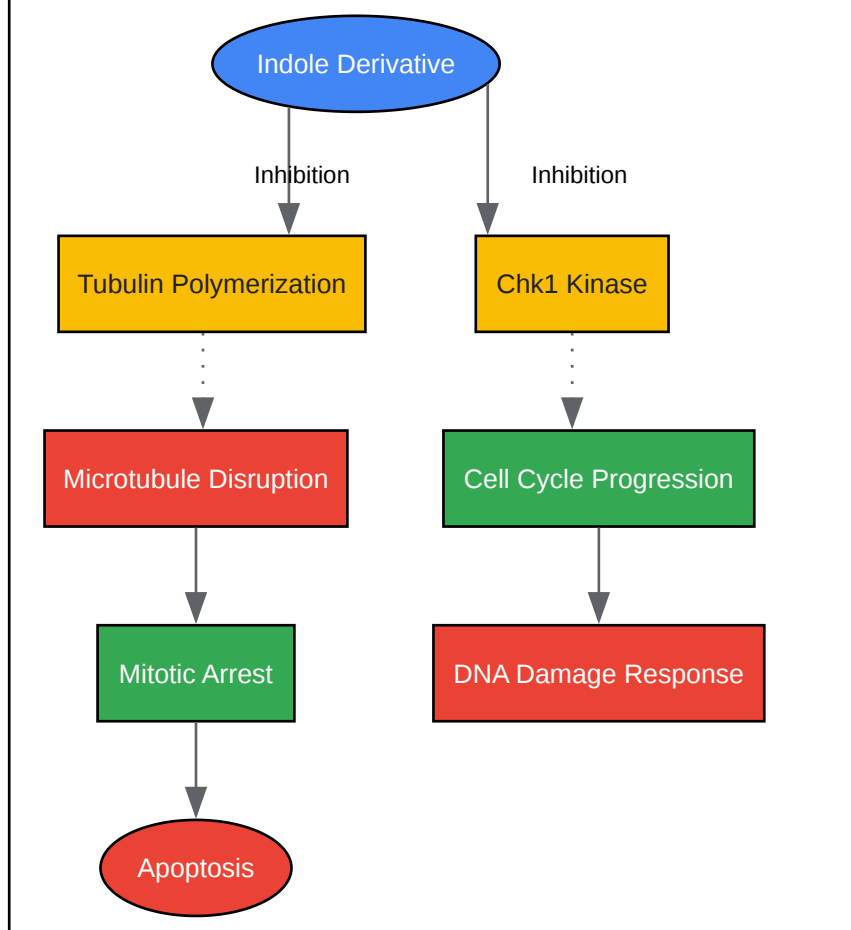 Indole Derivative
Inhibition
Inhibition
Tubulin Polymerization
Chk1 Kinase
Microtubule Disruption
Cell Cycle Progression
Mitotic Arrest
DNA Damage Response
Apoptosis